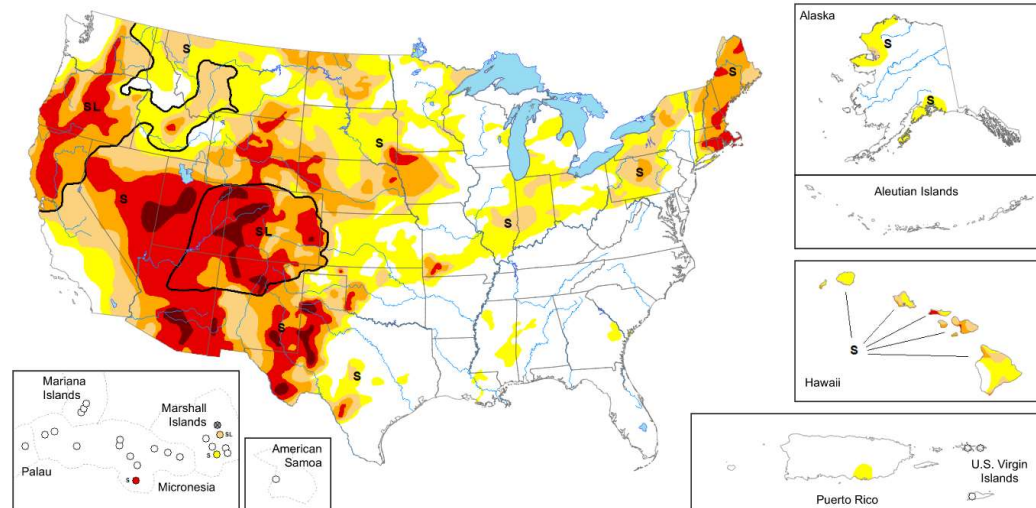 S
SL
S
S
SL
S
S
S
S
S
Alaska
S
S
Aleutian Islands
S
Hawaii
Mariana
Islands
Marshall
Islands
SL
S
S
Palau
Micronesia
American
Samoa
Puerto Rico
U.S. Virgin
Islands